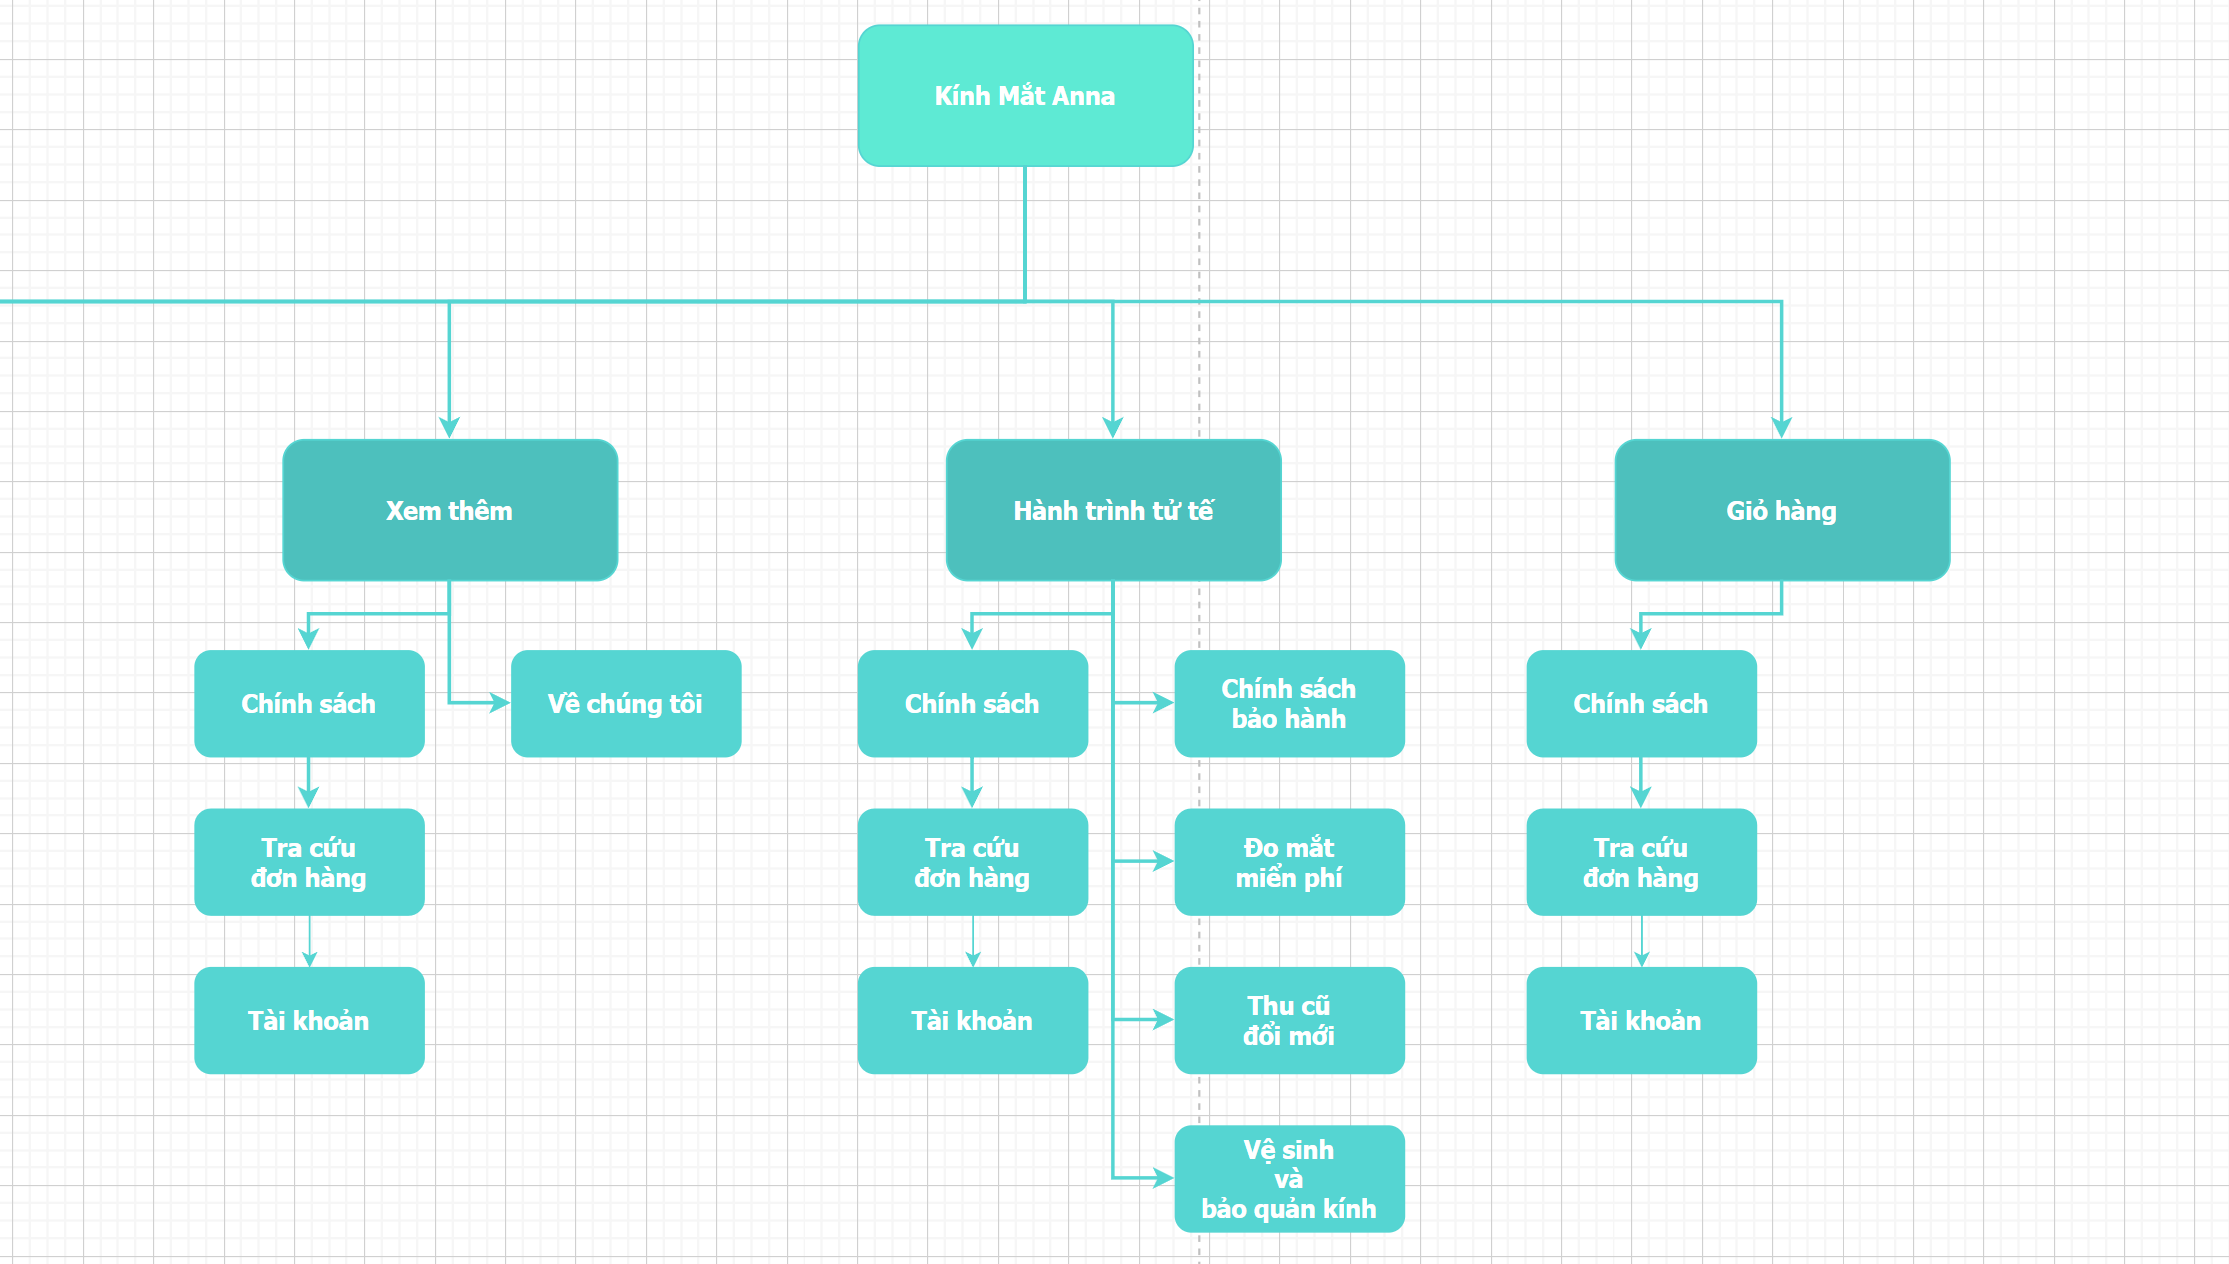 Kính Mắt Anna
Xem thêm
Hành trình tử tế
Giỏ hàng
Chính sách
Về chúng tôi
Chính sách
Chính sách
bảo hành
Chính sách
Tra cứu
đơn hàng
Tra cứu
đơn hàng
Đo mắt
miển phí
Tra cứu
đơn hàng
Tài khoản
Tài khoản
Thu cũ
đổi mới
Tài khoản
Vệ sinh
và
bảo quản kính